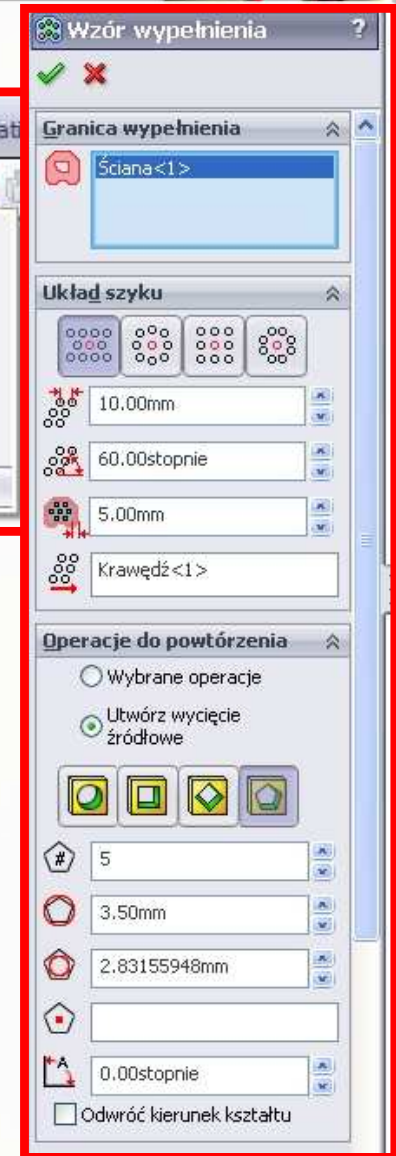 Wzór wypełnienia ?
Granica wypełnienia
Ściana<1>
Układ szyku
10.00mm
60.00stopnie
5.00mm
Krawędź<1>
Operacje do powtórzenia
Wybrane operacje
Utwórz wycięcie
źródłowe
#
5
3.50mm
2.83155948mm
A
0.00stopnie
Odwróć kierunek kształtu